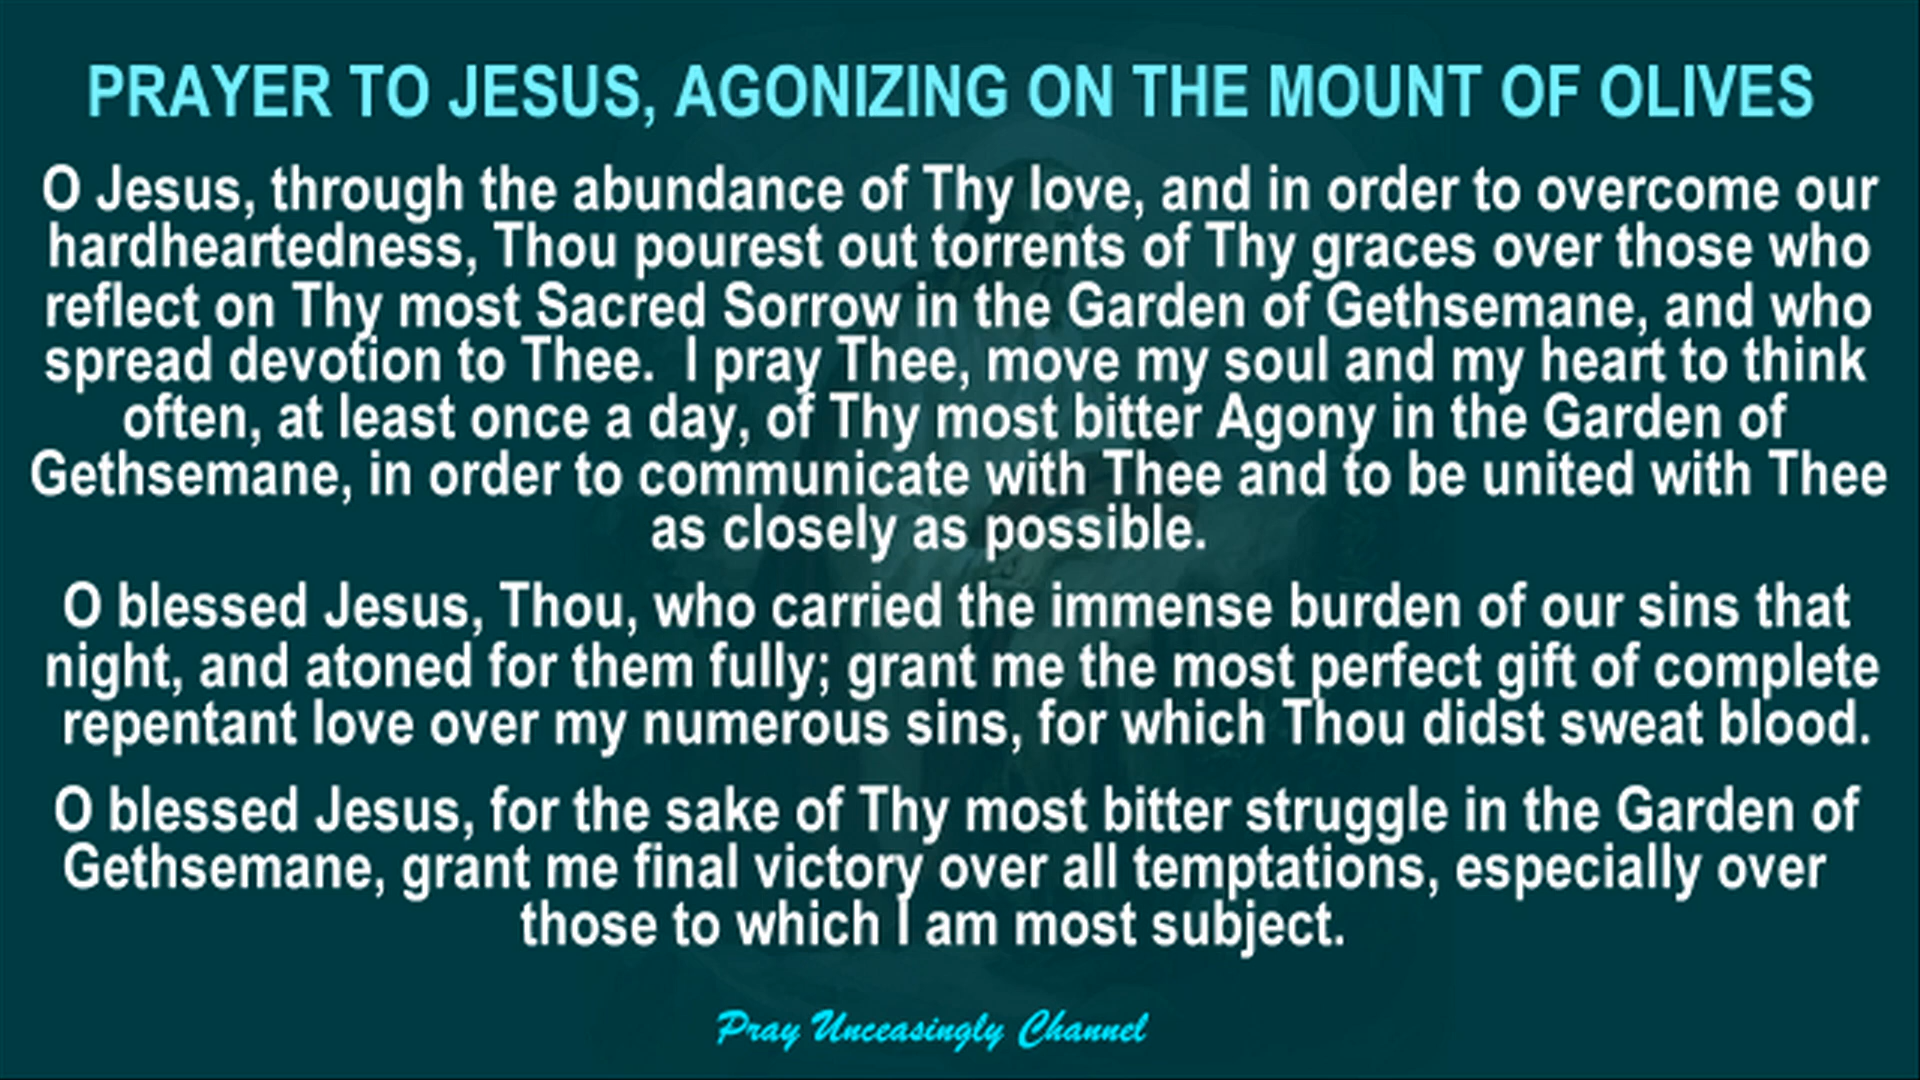 PRAYER TO JESUS, AGONIZING ON THE MOUNT OF OLIVES
O Jesus, through the abundance of Thy love, and in order to overcome our
hardheartedness, Thou pourest out torrents of Thy graces over those who
reflect on Thy most Sacred Sorrow in the Garden of Gethsemane, and who
spread devotion to Thee.  I pray Thee, move my soul and my heart to think
often, at least once a day, of Thy most bitter Agony in the Garden of
Gethsemane, in order to communicate with Thee and to be united with Thee
as closely as possible.
O blessed Jesus, Thou, who carried the immense burden of our sins that
night, and atoned for them fully; grant me the most perfect gift of complete
repentant love over my numerous sins, for which Thou didst sweat blood.
O blessed Jesus, for the sake of Thy most bitter struggle in the Garden of
Gethsemane, grant me final victory over all temptations, especially over
those to which I am most subject.
Pray Unceasingly Channel